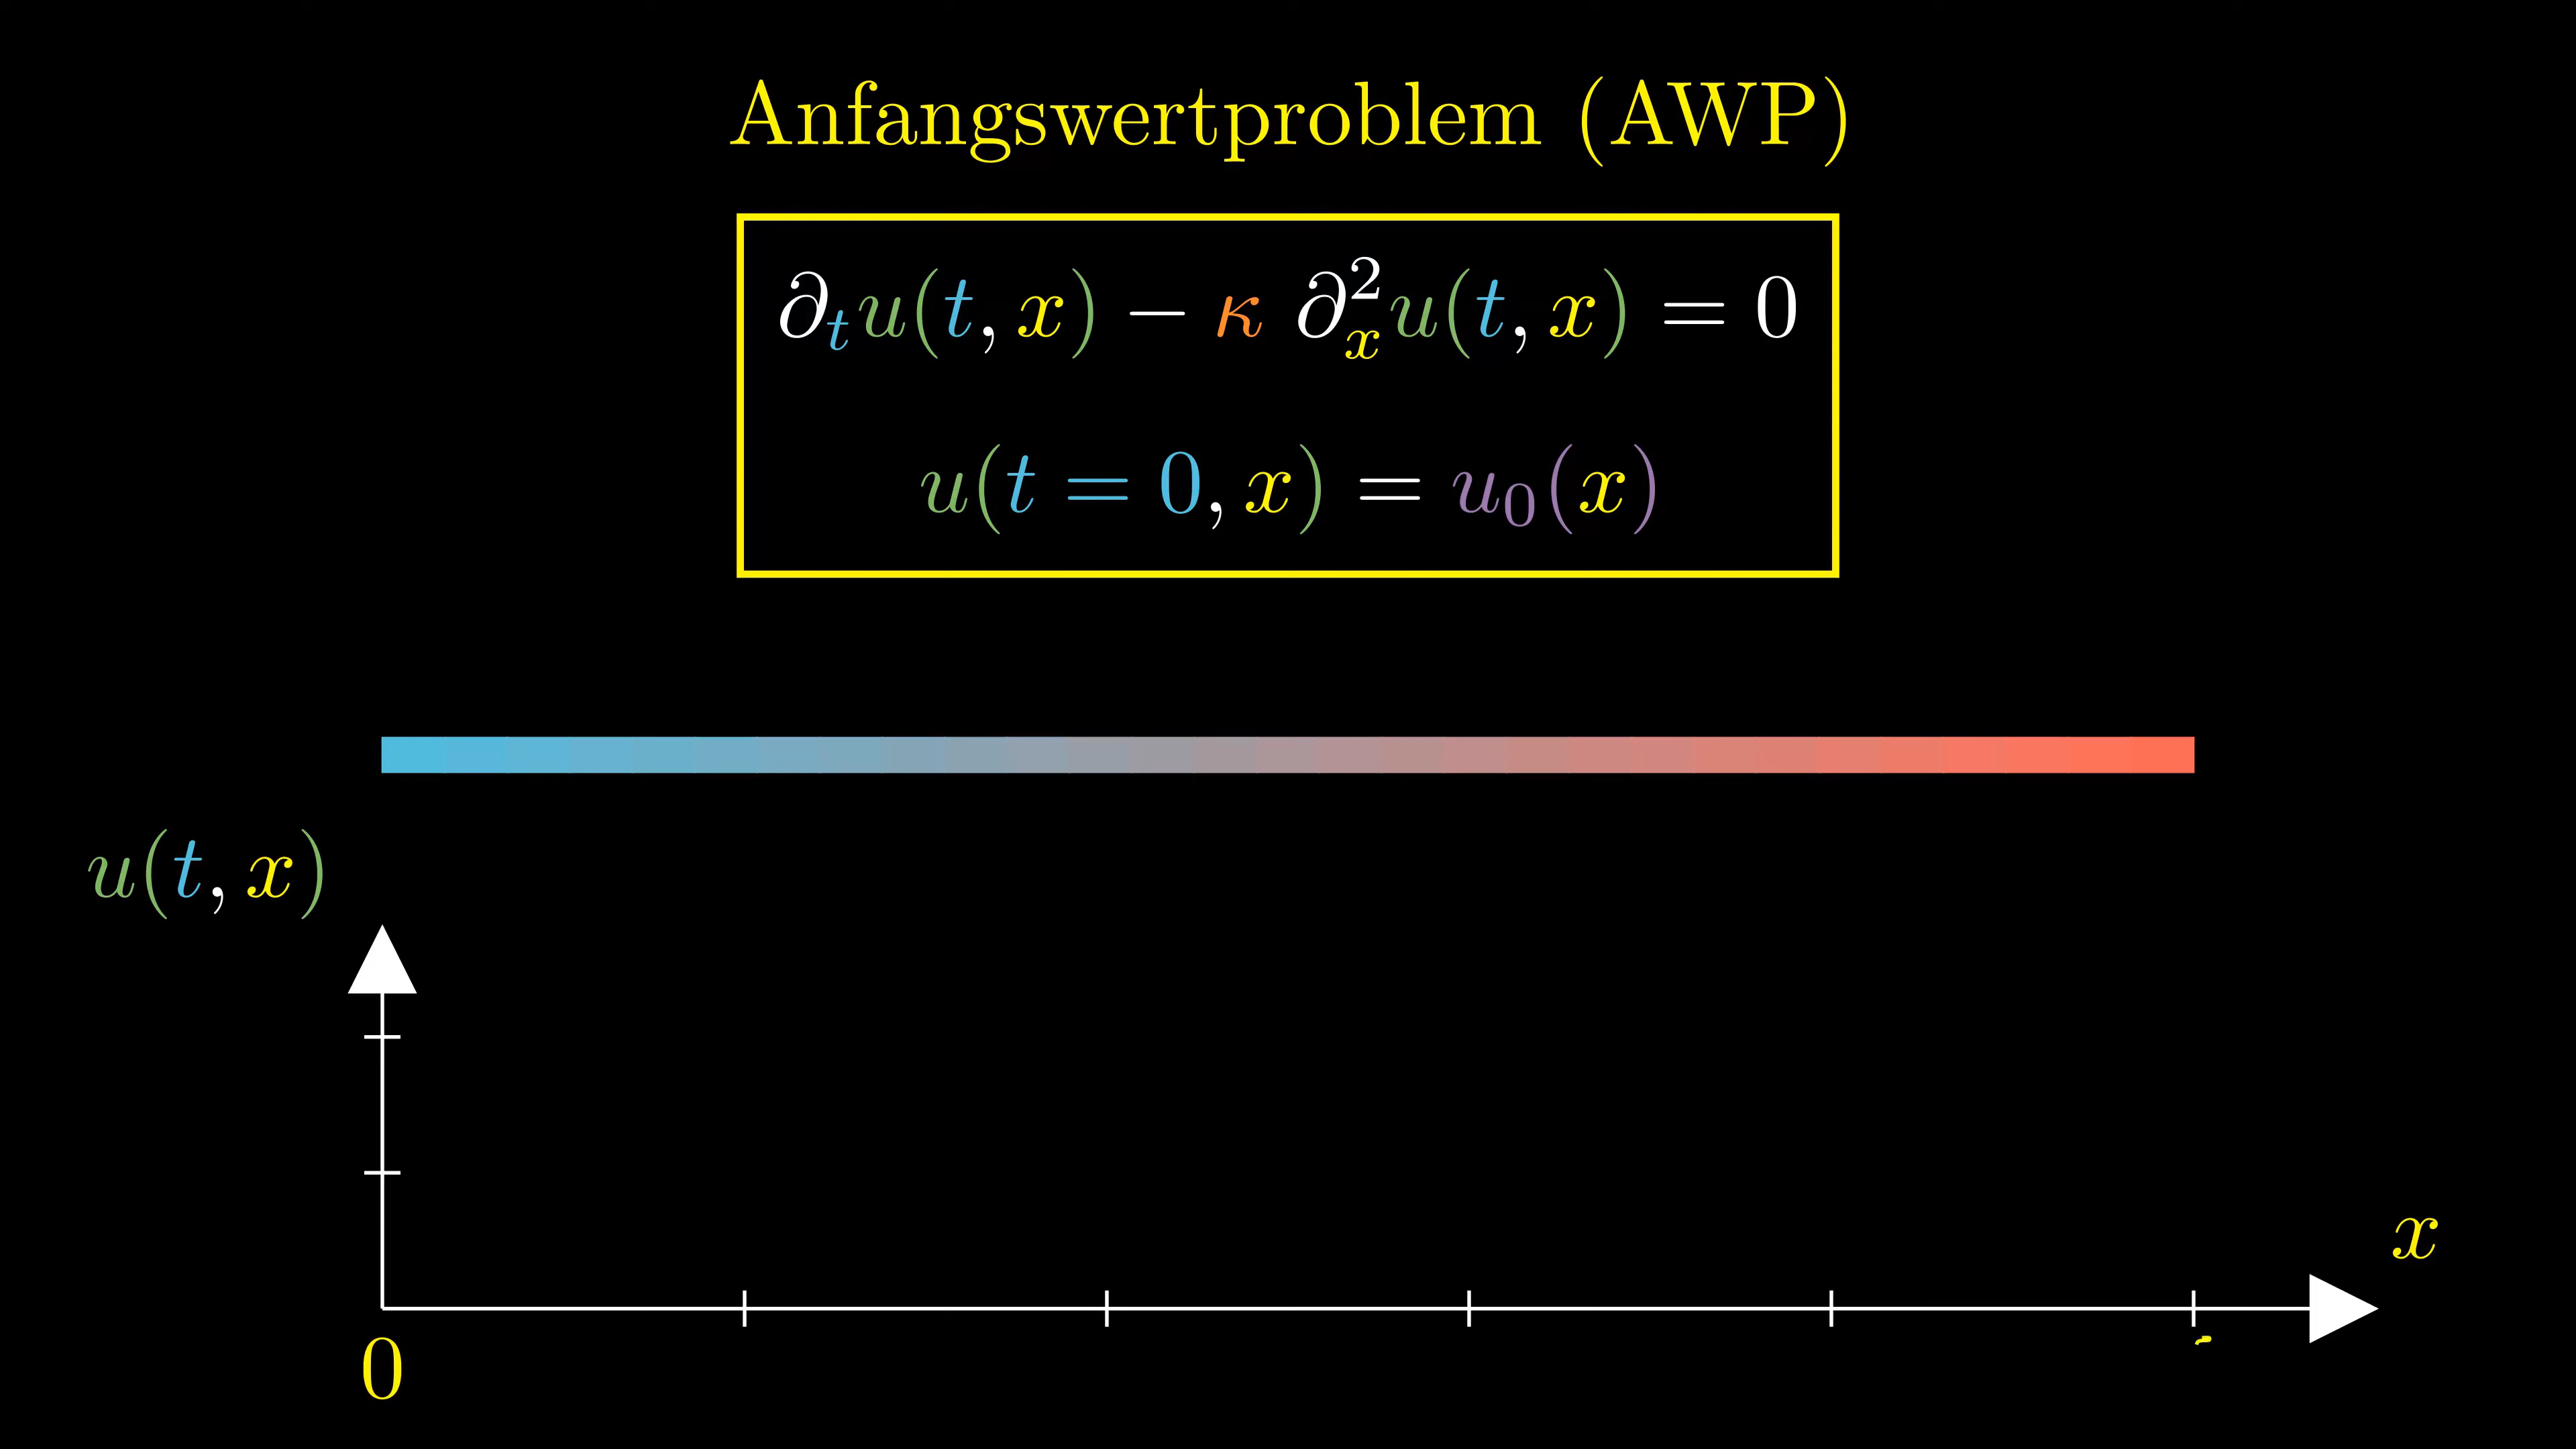 Anfangswertproblem (AWP)
∂ₜu(t, x) − κ ∂ₓ²u(t, x) = 0
u(t = 0, x) = u₀(x)
u(t, x)
x
0